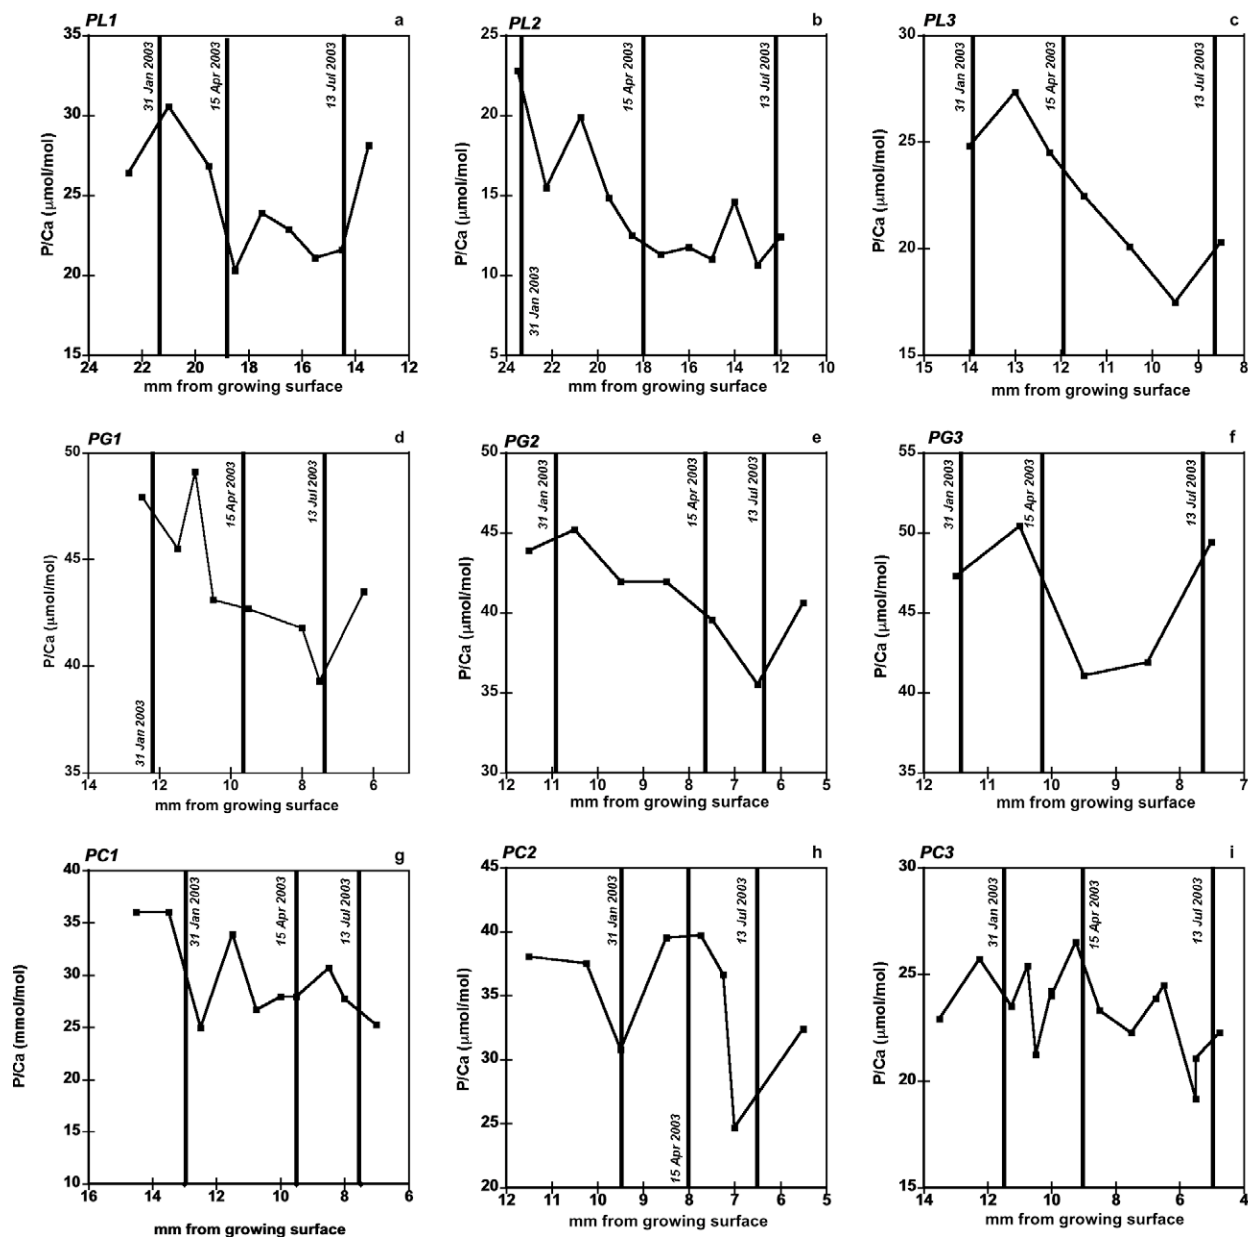 PL1 a
35
30
25
20
15
P/Ca (μmol/mol)
31 Jan 2003
15 Apr 2003
13 Jul 2003
24 22 20 18 16 14 12
mm from growing surface
PL2 b
25
20
15
10
5
P/Ca (μmol/mol)
31 Jan 2003
15 Apr 2003
13 Jul 2003
24 22 20 18 16 14 12 10
mm from growing surface
PL3 c
30
25
20
15
P/Ca (μmol/mol)
31 Jan 2003
15 Apr 2003
13 Jul 2003
15 14 13 12 11 10 9 8
mm from growing surface
PG1 d
50
45
40
35
P/Ca (μmol/mol)
31 Jan 2003
15 Apr 2003
13 Jul 2003
14 12 10 8 6
mm from growing surface
PG2 e
50
45
40
35
30
P/Ca (μmol/mol)
31 Jan 2003
15 Apr 2003
13 Jul 2003
12 11 10 9 8 7 6 5
mm from growing surface
PG3 f
55
50
45
40
35
P/Ca (μmol/mol)
31 Jan 2003
15 Apr 2003
13 Jul 2003
12 11 10 9 8 7
mm from growing surface
PC1 g
40
35
30
25
20
15
10
P/Ca (mmol/mol)
31 Jan 2003
15 Apr 2003
13 Jul 2003
16 14 12 10 8 6
mm from growing surface
PC2 h
45
40
35
30
25
20
P/Ca (μmol/mol)
31 Jan 2003
15 Apr 2003
13 Jul 2003
12 11 10 9 8 7 6 5
mm from growing surface
PC3 i
30
25
20
15
P/Ca (μmol/mol)
31 Jan 2003
15 Apr 2003
13 Jul 2003
14 12 10 8 6 4
mm from growing surface